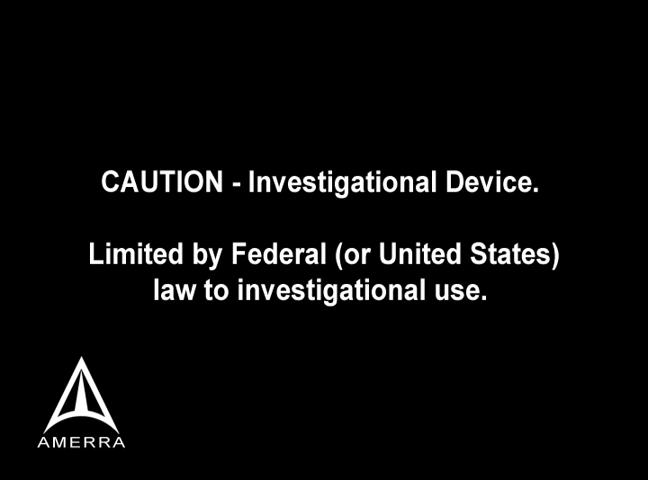 CAUTION - Investigational Device.
Limited by Federal (or United States)
law to investigational use.
AMERRA